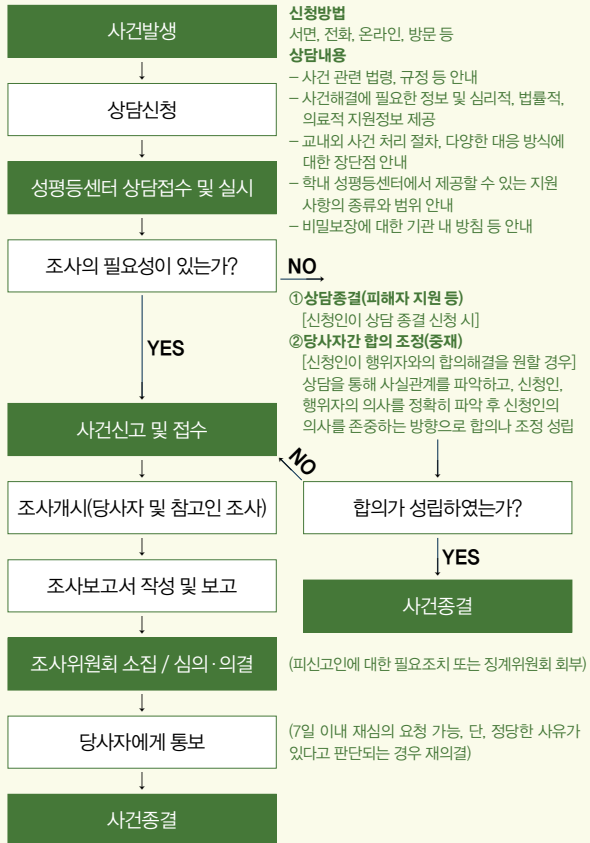 사건발생
신청방법
서면, 전화, 온라인, 방문 등
상담내용
– 사건 관련 법령, 규정 등 안내
– 사건해결에 필요한 정보 및 심리적, 법률적,
의료적 지원정보 제공
– 교내외 사건 처리 절차, 다양한 대응 방식에
대한 장단점 안내
– 학내 성평등센터에서 제공할 수 있는 지원
사항의 종류와 범위 안내
– 비밀보장에 대한 기관 내 방침 등 안내
↓
상담신청
↓
성평등센터 상담접수 및 실시
↓
조사의 필요성이 있는가?
NO
①상담종결(피해자 지원 등)
[신청인이 상담 종결 신청 시]
②당사자간 합의 조정(중재)
[신청인이 행위자와의 합의해결을 원할 경우]
상담을 통해 사실관계를 파악하고, 신청인,
행위자의 의사를 정확히 파악 후 신청인의
의사를 존중하는 방향으로 합의나 조정 성립
YES
사건신고 및 접수
NO
합의가 성립하였는가?
YES
사건종결
↓
조사개시(당사자 및 참고인 조사)
↓
조사보고서 작성 및 보고
↓
조사위원회 소집 / 심의·의결
(피신고인에 대한 필요조치 또는 징계위원회 회부)
↓
당사자에게 통보
(7일 이내 재심의 요청 가능, 단, 정당한 사유가
있다고 판단되는 경우 재의결)
↓
사건종결